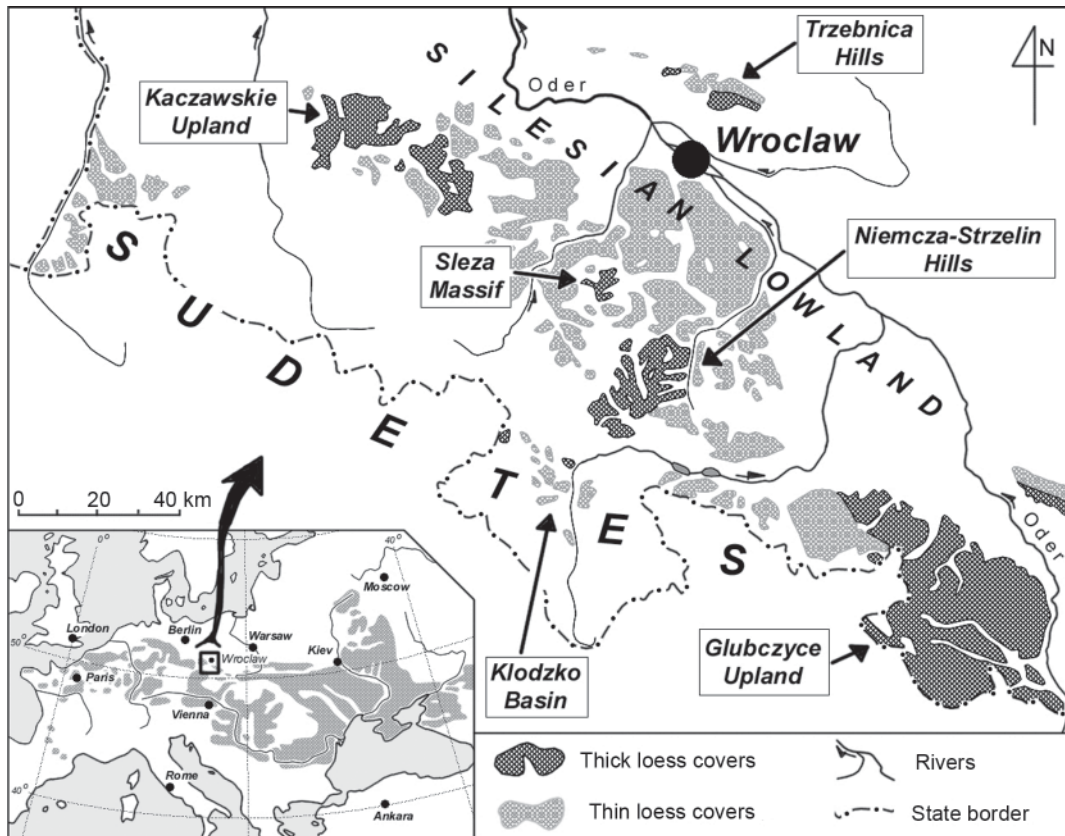 Trzebnica
Hills
N
Kaczawskie
Upland
Oder
SILESIAN LOWLAND
Wroclaw
Niemcza-Strzelin
Hills
Sleza
Massif
SUDETES
0 20 40 km
Oder
Klodzko
Basin
Glubczyce
Upland
0°
40°
Moscow
London
Berlin
Warsaw
Kiev
50°
Wroclaw
Paris
Vienna
Rome
40°
Ankara
Thick loess covers
Rivers
Thin loess covers
State border